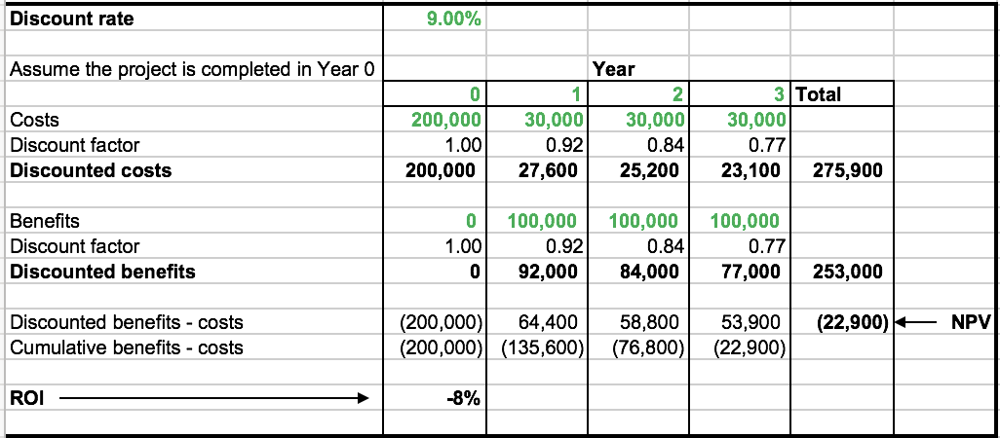 Discount rate 9.00%
Assume the project is completed in Year 0 Year
0 1 2 3 Total
Costs 200,000 30,000 30,000 30,000
Discount factor 1.00 0.92 0.84 0.77
Discounted costs 200,000 27,600 25,200 23,100 275,900
Benefits 0 100,000 100,000 100,000
Discount factor 1.00 0.92 0.84 0.77
Discounted benefits 0 92,000 84,000 77,000 253,000
Discounted benefits - costs (200,000) 64,400 58,800 53,900 (22,900) NPV
Cumulative benefits - costs (200,000) (135,600) (76,800) (22,900)
ROI -8%